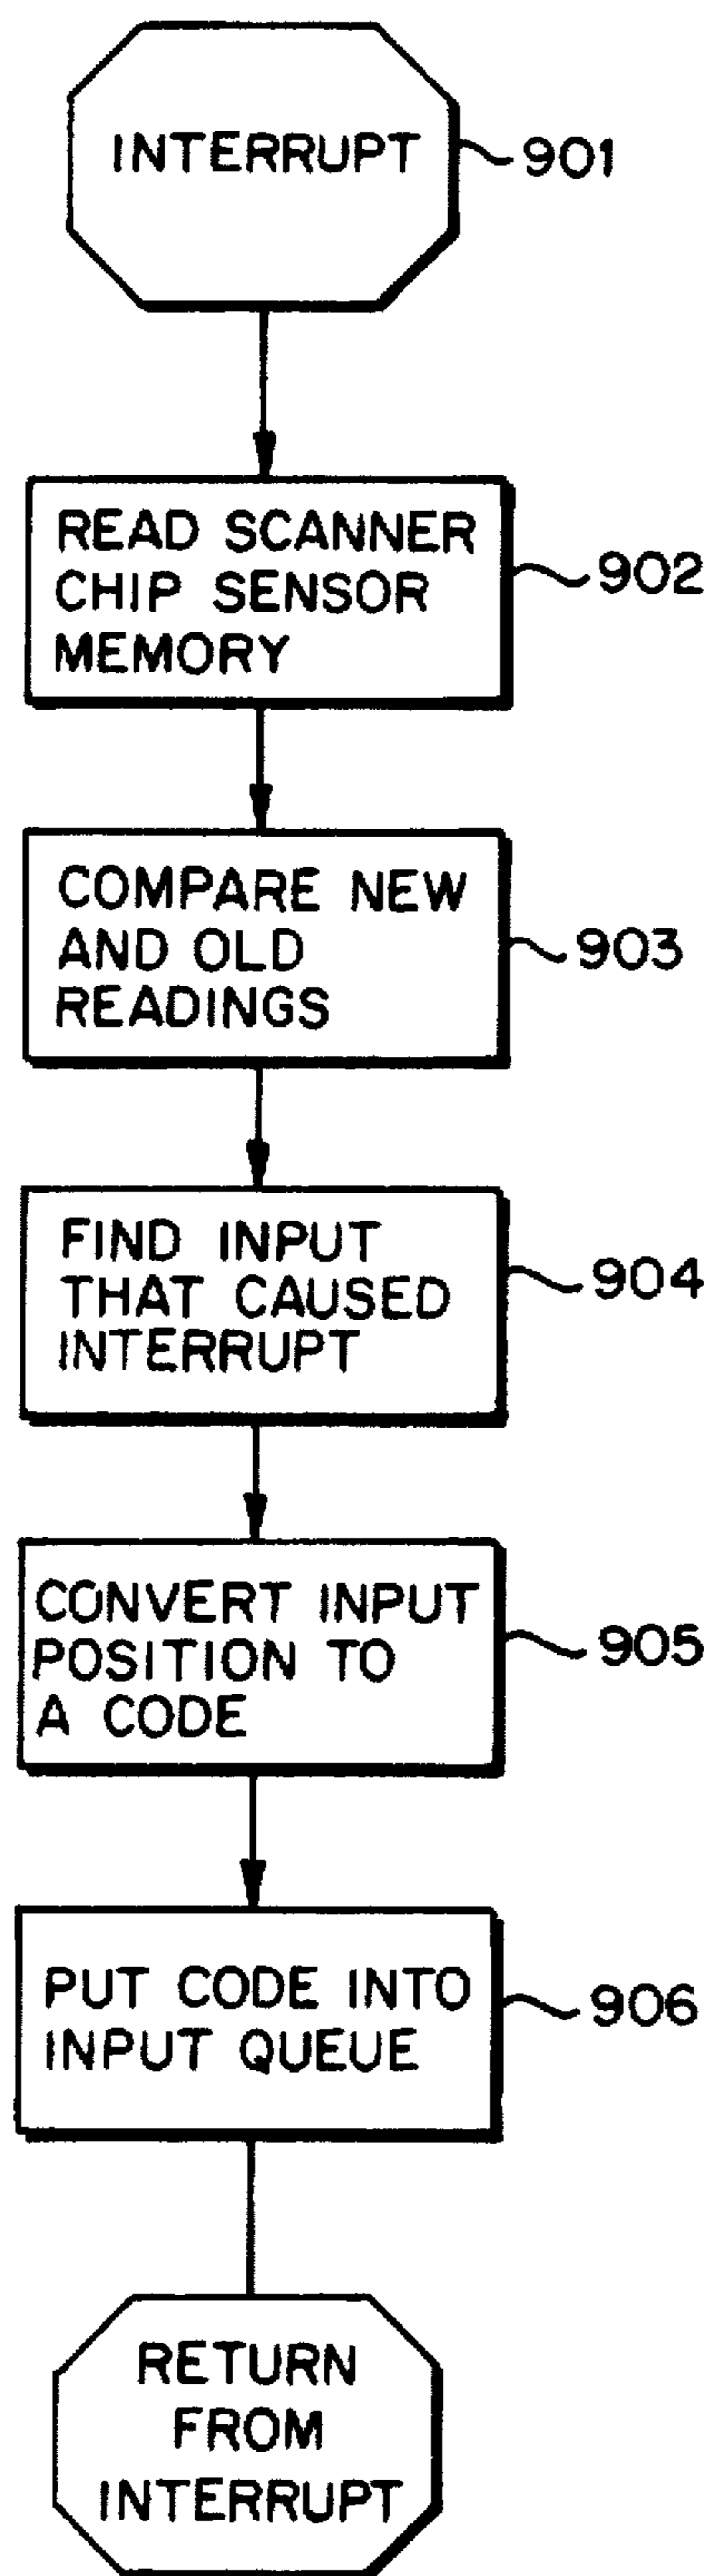 INTERRUPT
901
READ SCANNER
CHIP SENSOR
MEMORY
902
COMPARE NEW
AND OLD
READINGS
903
FIND INPUT
THAT CAUSED
INTERRUPT
904
CONVERT INPUT
POSITION TO
A CODE
905
PUT CODE INTO
INPUT QUEUE
906
RETURN
FROM
INTERRUPT